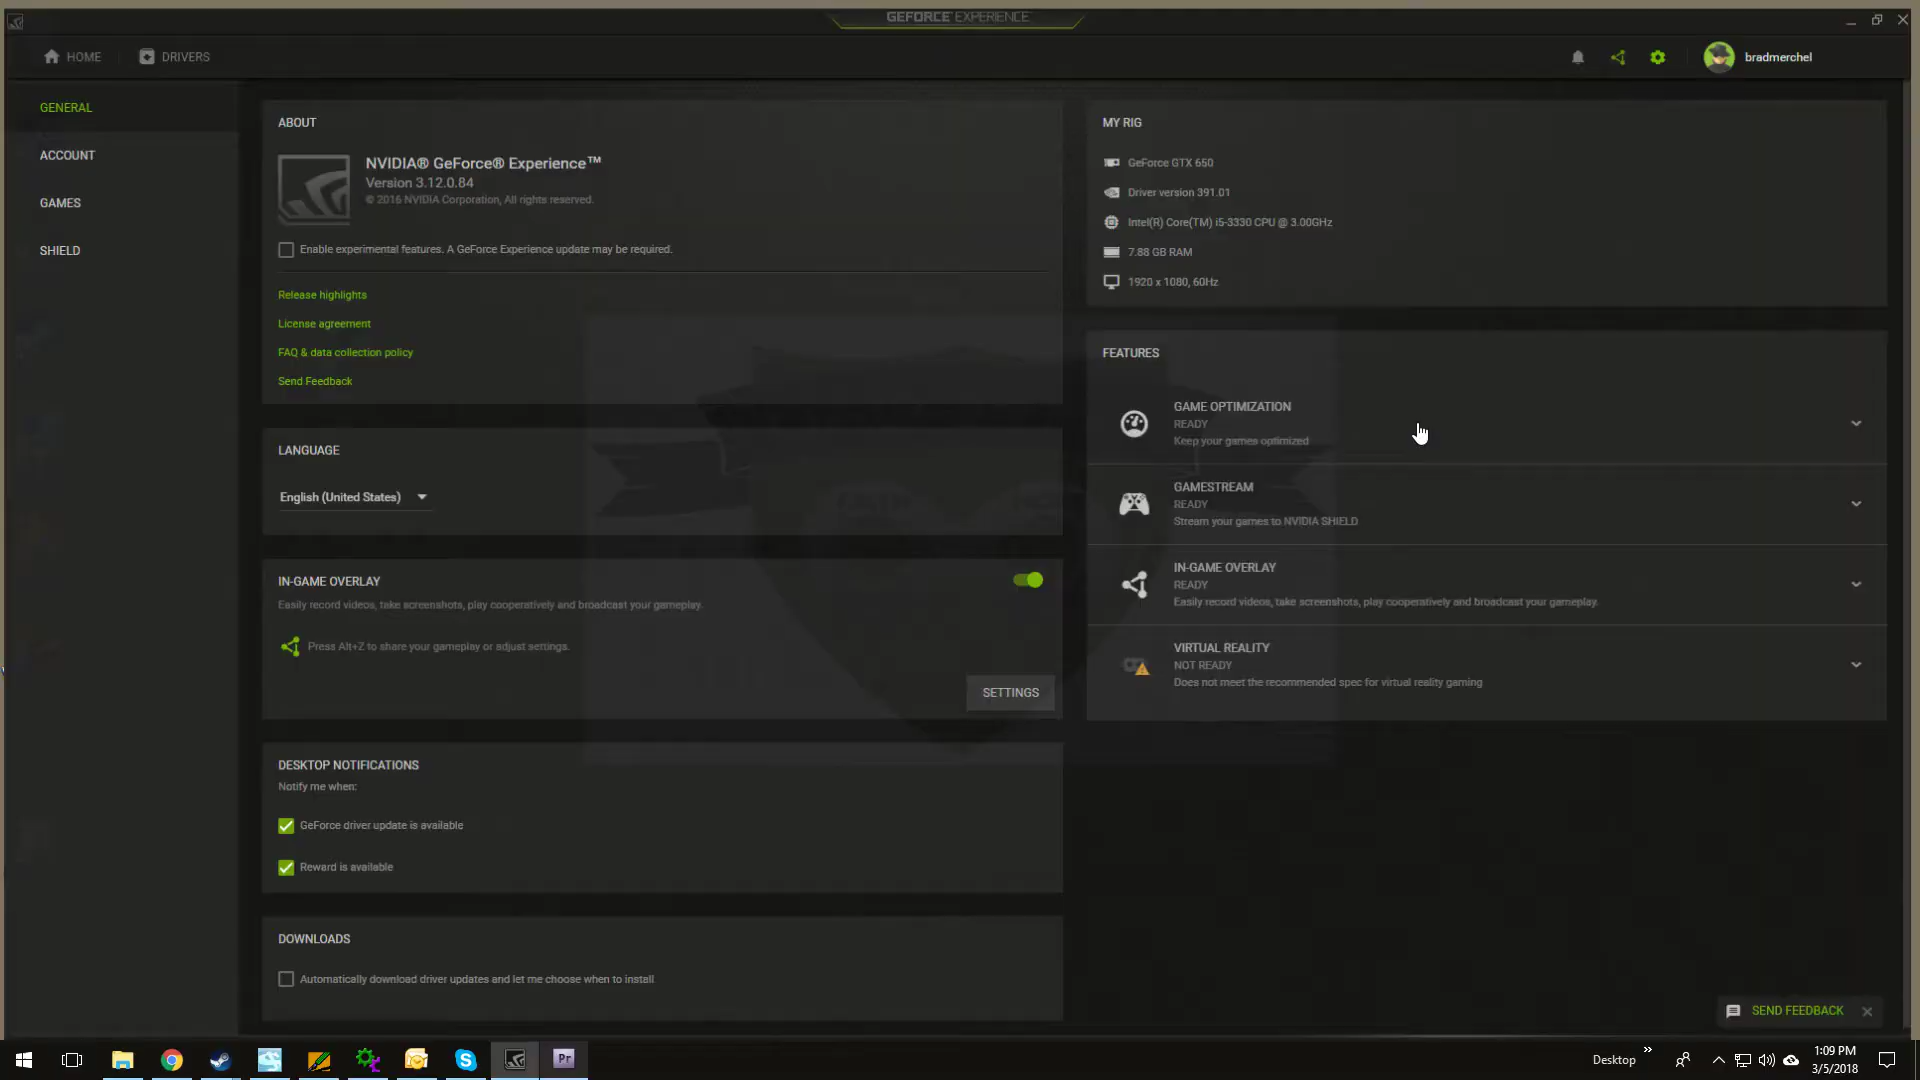 GEFORCE EXPERIENCE
HOME
DRIVERS
bradmerchel
GENERAL
ACCOUNT
GAMES
SHIELD
ABOUT
NVIDIA® GeForce® Experience™
Version 3.12.0.84
© 2016 NVIDIA Corporation, All rights reserved.
Enable experimental features. A GeForce Experience update may be required.
Release highlights
License agreement
FAQ & data collection policy
Send Feedback
LANGUAGE
English (United States)
IN-GAME OVERLAY
Easily record videos, take screenshots, play cooperatively and broadcast your gameplay.
Press Alt+Z to share your gameplay or adjust settings.
SETTINGS
DESKTOP NOTIFICATIONS
Notify me when:
GeForce driver update is available
Reward is available
DOWNLOADS
Automatically download driver updates and let me choose when to install
MY RIG
GeForce GTX 650
Driver version 391.01
Intel(R) Core(TM) i5-3330 CPU @ 3.00GHz
7.88 GB RAM
1920 x 1080, 60Hz
FEATURES
GAME OPTIMIZATION
READY
Keep your games optimized
GAMESTREAM
READY
Stream your games to NVIDIA SHIELD
IN-GAME OVERLAY
READY
Easily record videos, take screenshots, play cooperatively and broadcast your gameplay.
VIRTUAL REALITY
NOT READY
Does not meet the recommended spec for virtual reality gaming
SEND FEEDBACK
Pr
Desktop
1:09 PM
3/5/2018